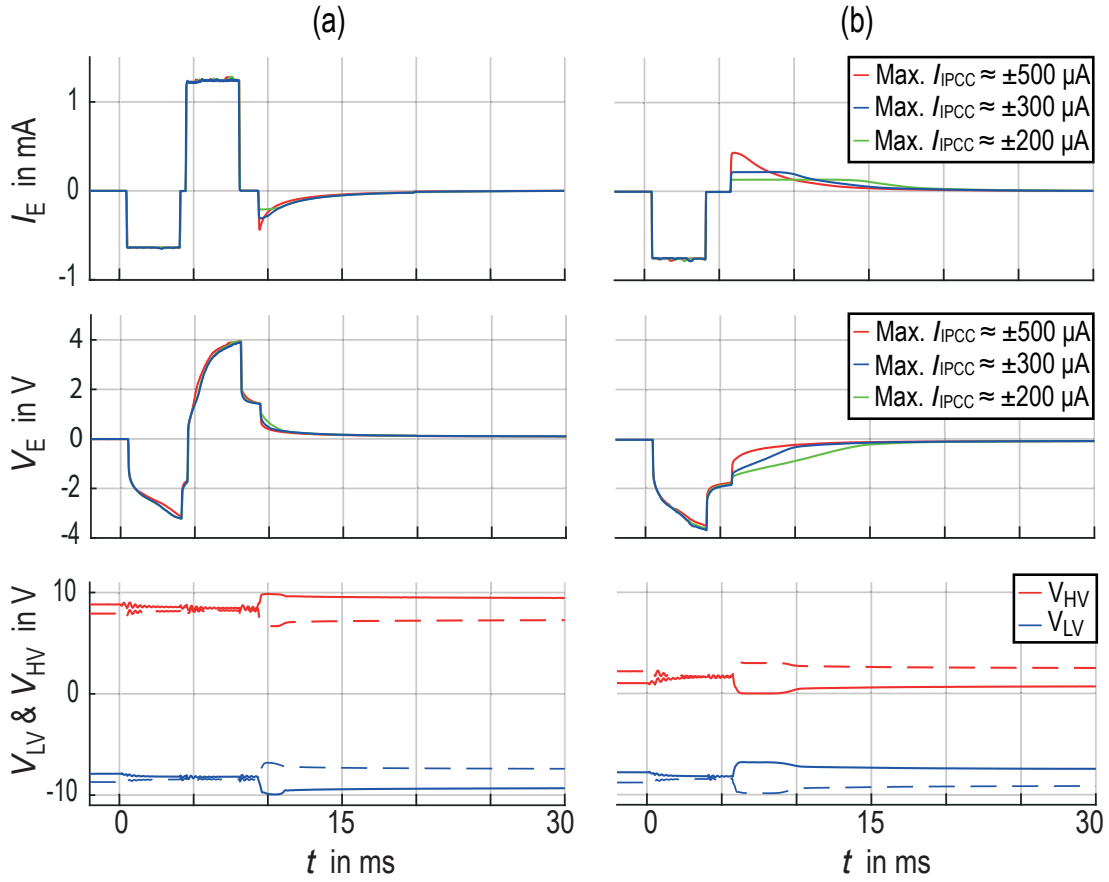 (a)
(b)
I_E in mA
1
0
-1
Max. I_IPCC ≈ ±500 µA
Max. I_IPCC ≈ ±300 µA
Max. I_IPCC ≈ ±200 µA
V_E in V
4
2
0
-2
-4
Max. I_IPCC ≈ ±500 µA
Max. I_IPCC ≈ ±300 µA
Max. I_IPCC ≈ ±200 µA
V_LV & V_HV in V
10
0
-10
V_HV
V_LV
0
15
30
0
15
30
t in ms
t in ms